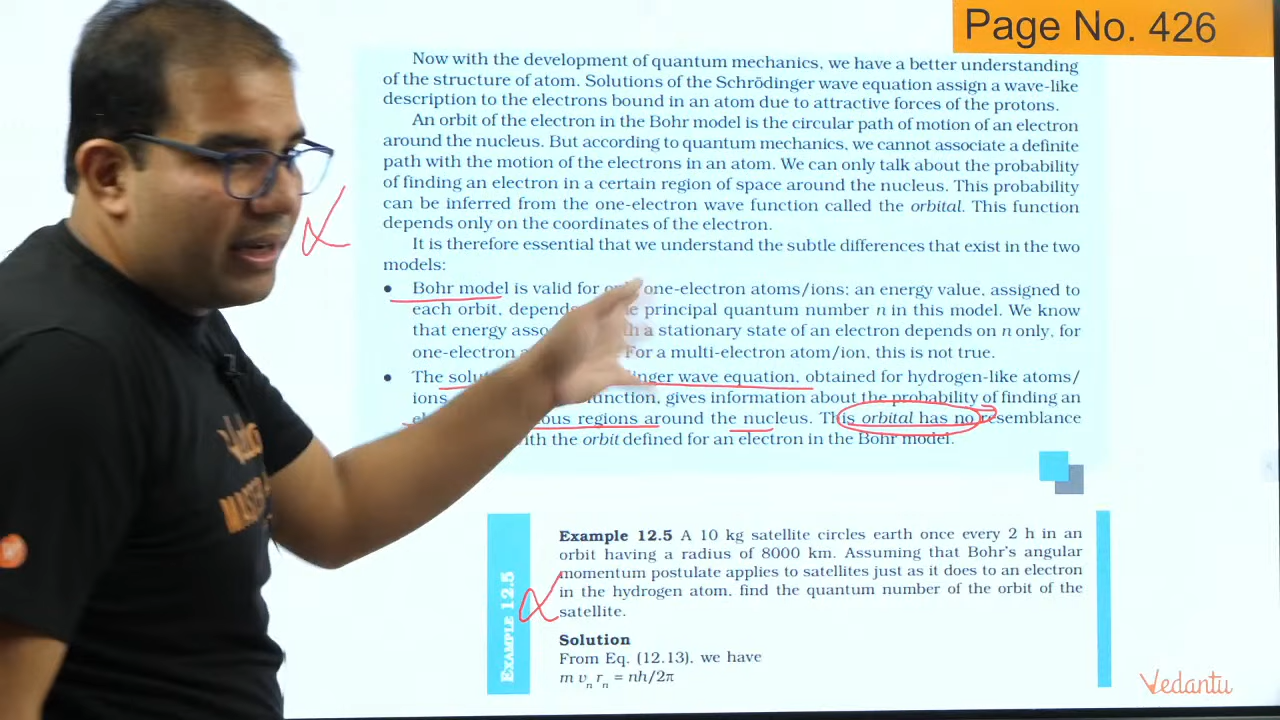 Page No. 426
Now with the development of quantum mechanics, we have a better understanding
of the structure of atom. Solutions of the Schrödinger wave equation assign a wave-like
description to the electrons bound in an atom due to attractive forces of the protons.
An orbit of the electron in the Bohr model is the circular path of motion of an electron
around the nucleus. But according to quantum mechanics, we cannot associate a definite
path with the motion of the electrons in an atom. We can only talk about the probability
of finding an electron in a certain region of space around the nucleus. This probability
can be inferred from the one-electron wave function called the orbital. This function
depends only on the coordinates of the electron.
It is therefore essential that we understand the subtle differences that exist in the two
models:
• Bohr model is valid for one-electron atoms/ions; an energy value, assigned to
each orbit, principal quantum number n in this model. We know
that energy a stationary state of an electron depends on n only, for
one-electron For a multi-electron atom/ion, this is not true.
• The wave equation, obtained for hydrogen-like atoms/
ions gives information about the probability of finding an
regions around the nucleus. This orbital has no resemblance
the orbit defined for an electron in the Bohr model.
EXAMPLE 12.5
Example 12.5 A 10 kg satellite circles earth once every 2 h in an
orbit having a radius of 8000 km. Assuming that Bohr's angular
momentum postulate applies to satellites just as it does to an electron
in the hydrogen atom, find the quantum number of the orbit of the
satellite.
Solution
From Eq. (12.13), we have
m vₙ rₙ = nh/2π
Vedantu